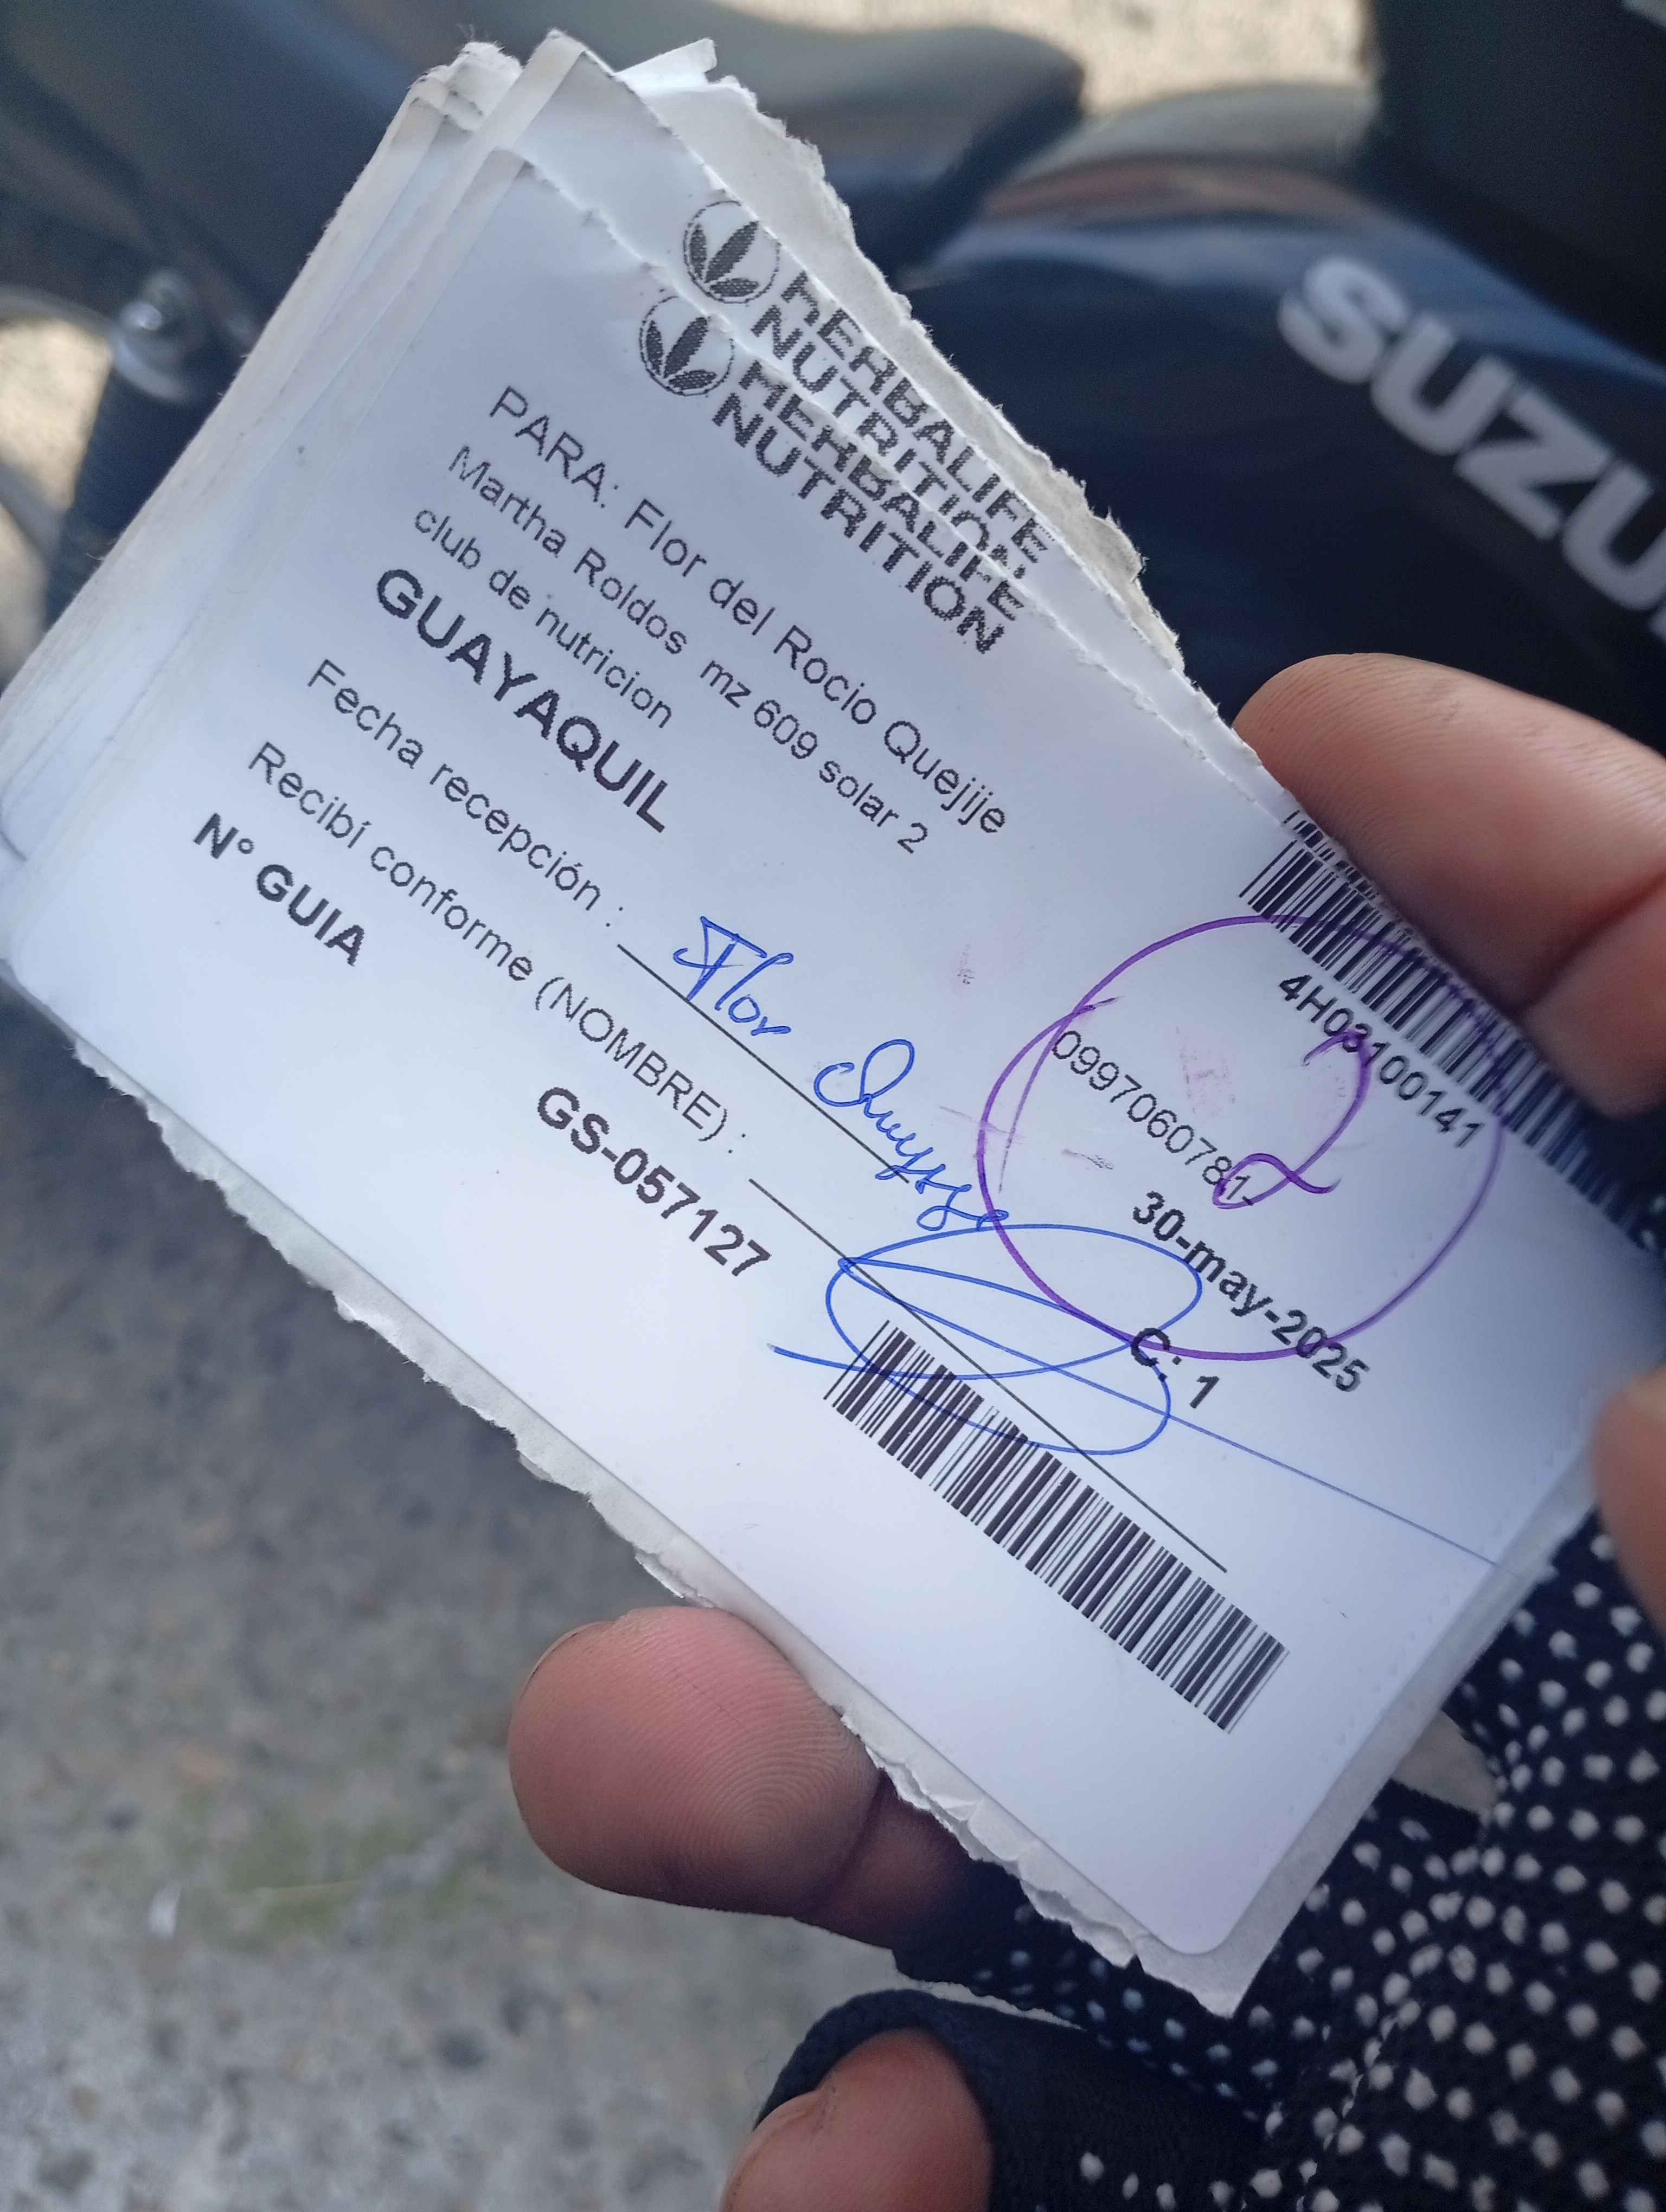 HERBALIFE
NUTRITION
HERBALIFE
NUTRITION
4H03100141
PARA: Flor del Rocio Quejije
Martha Roldos mz 609 solar 2
0997060781-
club de nutricion
30-may-2025
GUAYAQUIL
C. 1
2
Fecha recepción :
Flor
Recibí conforme (NOMBRE) :
N° GUIA
GS-057127
SUZU